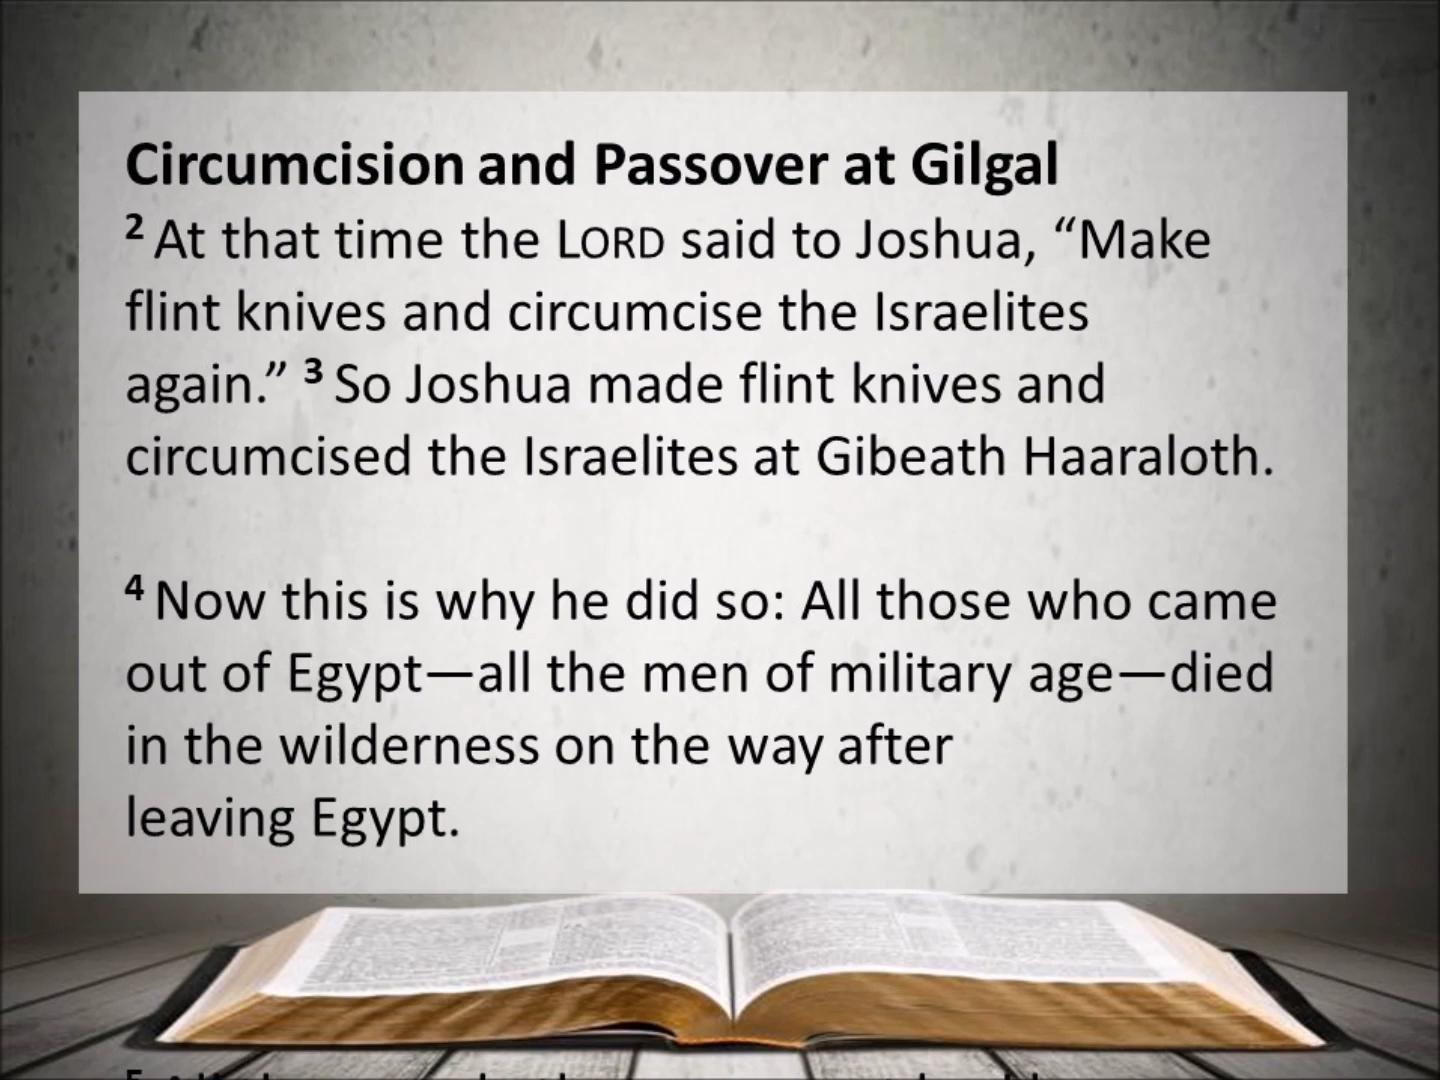 Circumcision and Passover at Gilgal
2 At that time the LORD said to Joshua, “Make
flint knives and circumcise the Israelites
again.” 3 So Joshua made flint knives and
circumcised the Israelites at Gibeath Haaraloth.
4 Now this is why he did so: All those who came
out of Egypt—all the men of military age—died
in the wilderness on the way after
leaving Egypt.